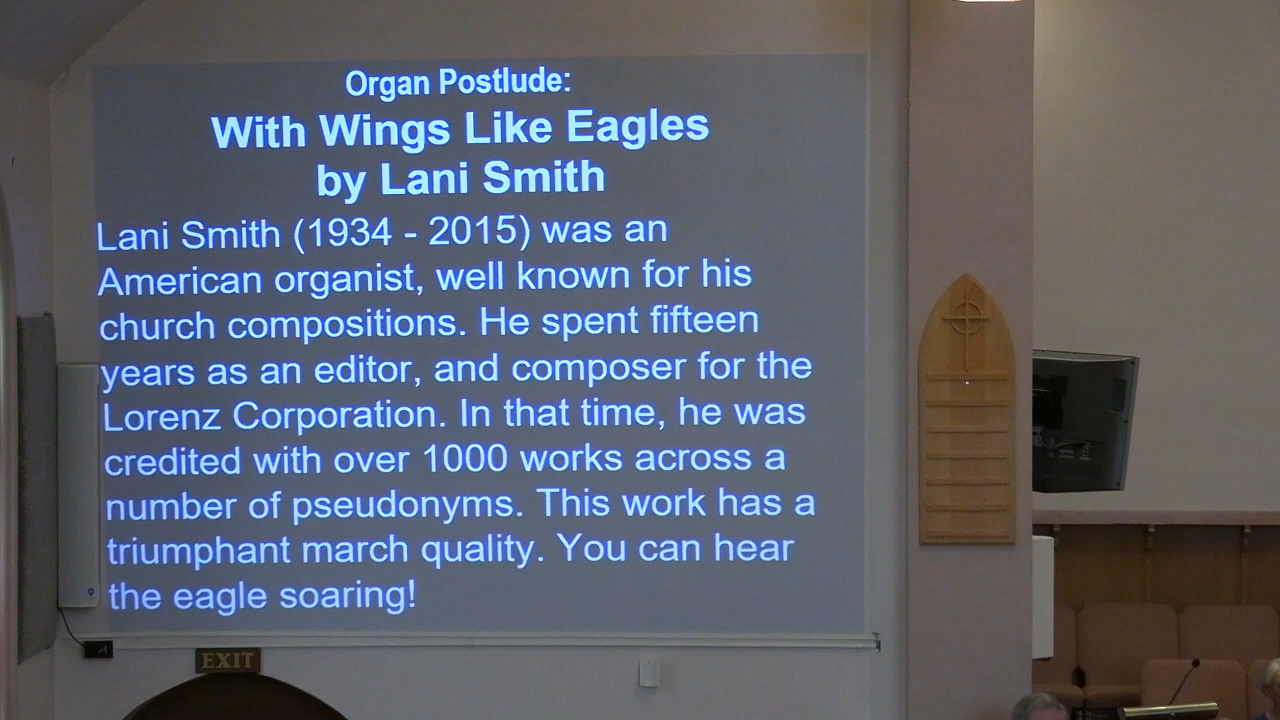 Organ Postlude:
With Wings Like Eagles
by Lani Smith
Lani Smith (1934 - 2015) was an
American organist, well known for his
church compositions. He spent fifteen
years as an editor, and composer for the
Lorenz Corporation. In that time, he was
credited with over 1000 works across a
number of pseudonyms. This work has a
triumphant march quality. You can hear
the eagle soaring!
EXIT